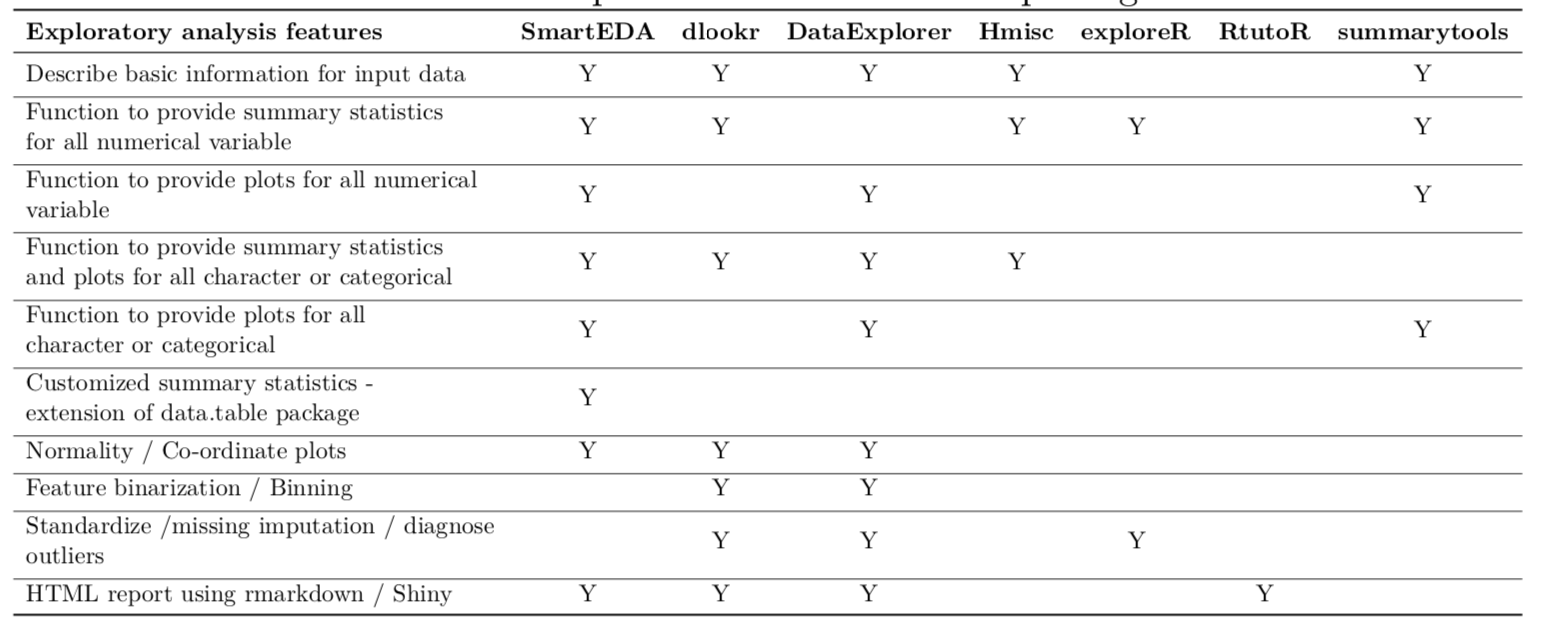 Exploratory analysis features SmartEDA dlookr DataExplorer Hmisc exploreR RtutoR summarytools
Describe basic information for input data Y Y Y Y Y
Function to provide summary statistics
for all numerical variable Y Y Y Y Y
Function to provide plots for all numerical
variable Y Y Y
Function to provide summary statistics
and plots for all character or categorical Y Y Y Y
Function to provide plots for all
character or categorical Y Y Y
Customized summary statistics -
extension of data.table package Y
Normality / Co-ordinate plots Y Y Y
Feature binarization / Binning Y Y
Standardize /missing imputation / diagnose
outliers Y Y Y
HTML report using rmarkdown / Shiny Y Y Y Y